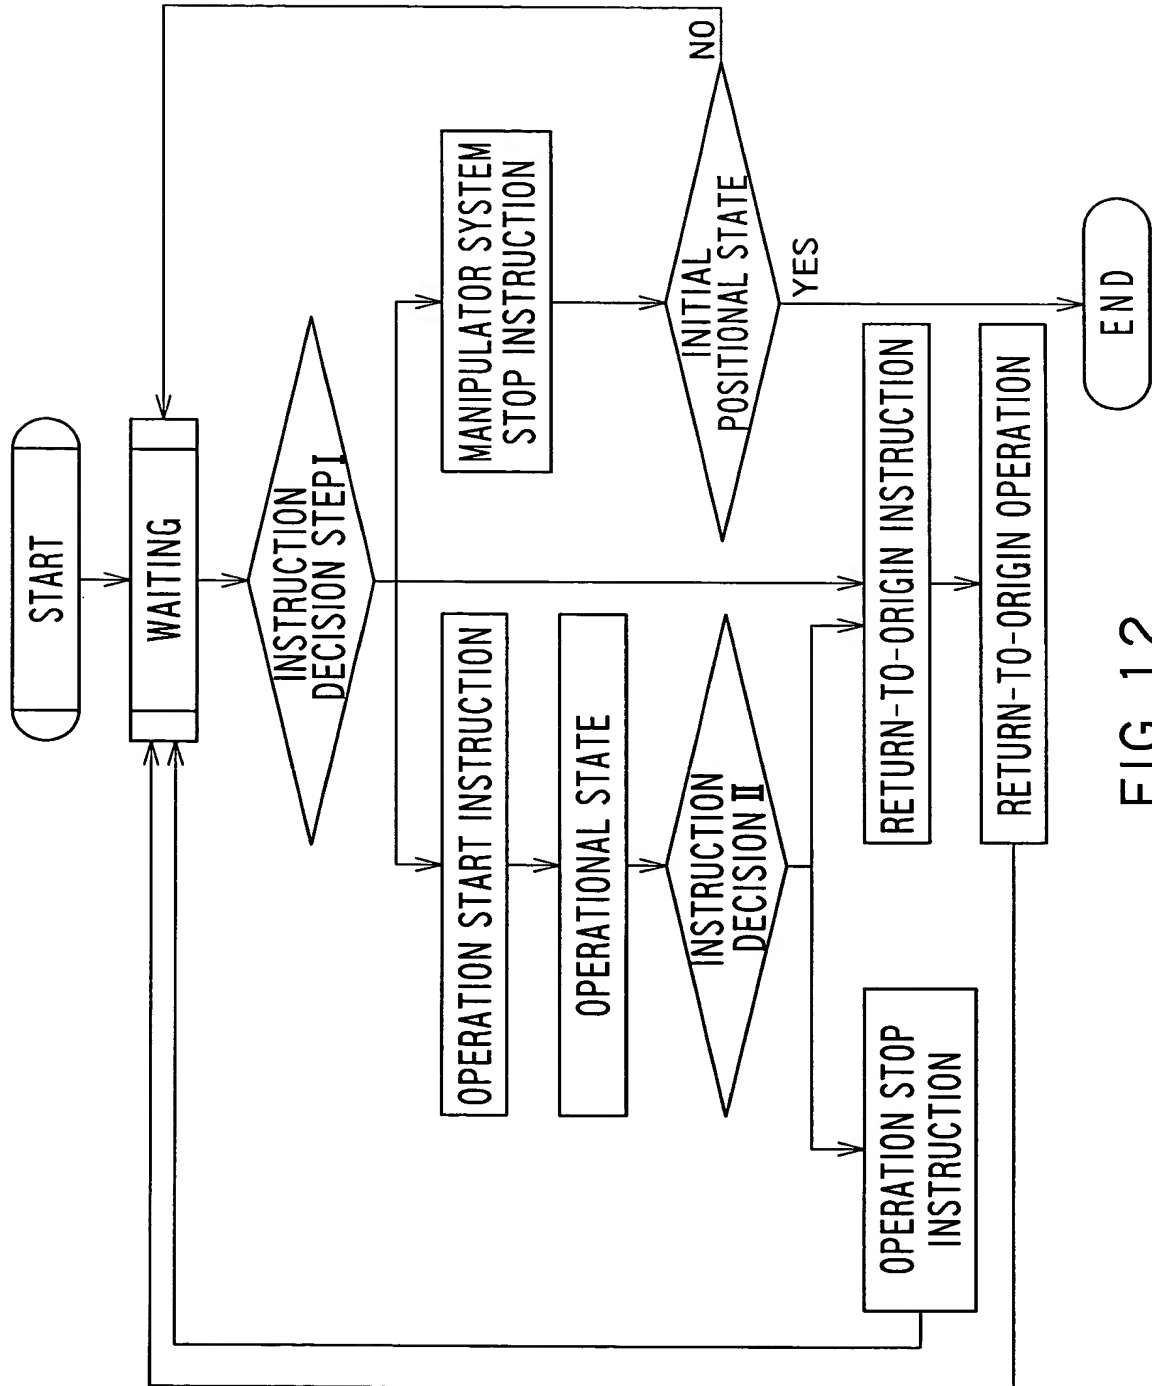 START
WAITING
INSTRUCTION
DECISION STEP I
OPERATION START INSTRUCTION
OPERATIONAL STATE
INSTRUCTION
DECISION II
OPERATION STOP
INSTRUCTION
RETURN-TO-ORIGIN INSTRUCTION
RETURN-TO-ORIGIN OPERATION
MANIPULATOR SYSTEM
STOP INSTRUCTION
INITIAL
POSITIONAL STATE
NO
YES
END
FIG. 12